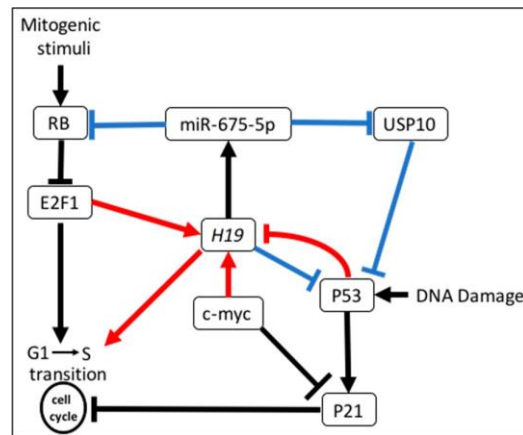 Mitogenic
stimuli
RB
miR-675-5p
USP10
E2F1
H19
P53
DNA Damage
c-myc
G1 S
transition
cell
cycle
P21